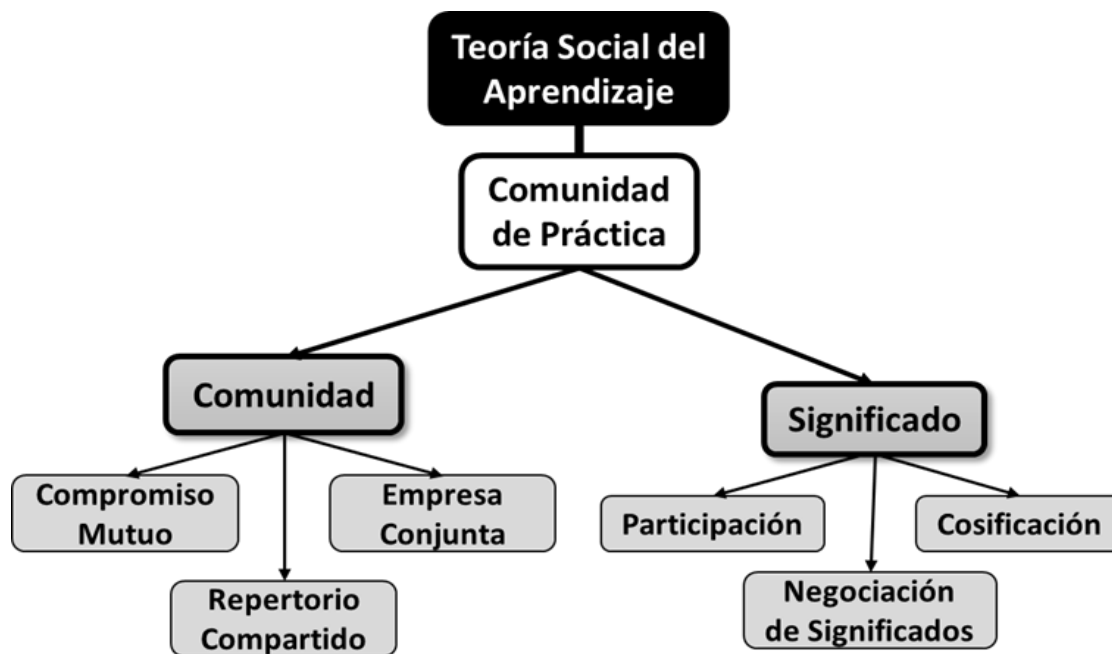 Teoría Social del
Aprendizaje
Comunidad
de Práctica
Comunidad
Significado
Compromiso
Mutuo
Empresa
Conjunta
Repertorio
Compartido
Participación
Cosificación
Negociación
de Significados